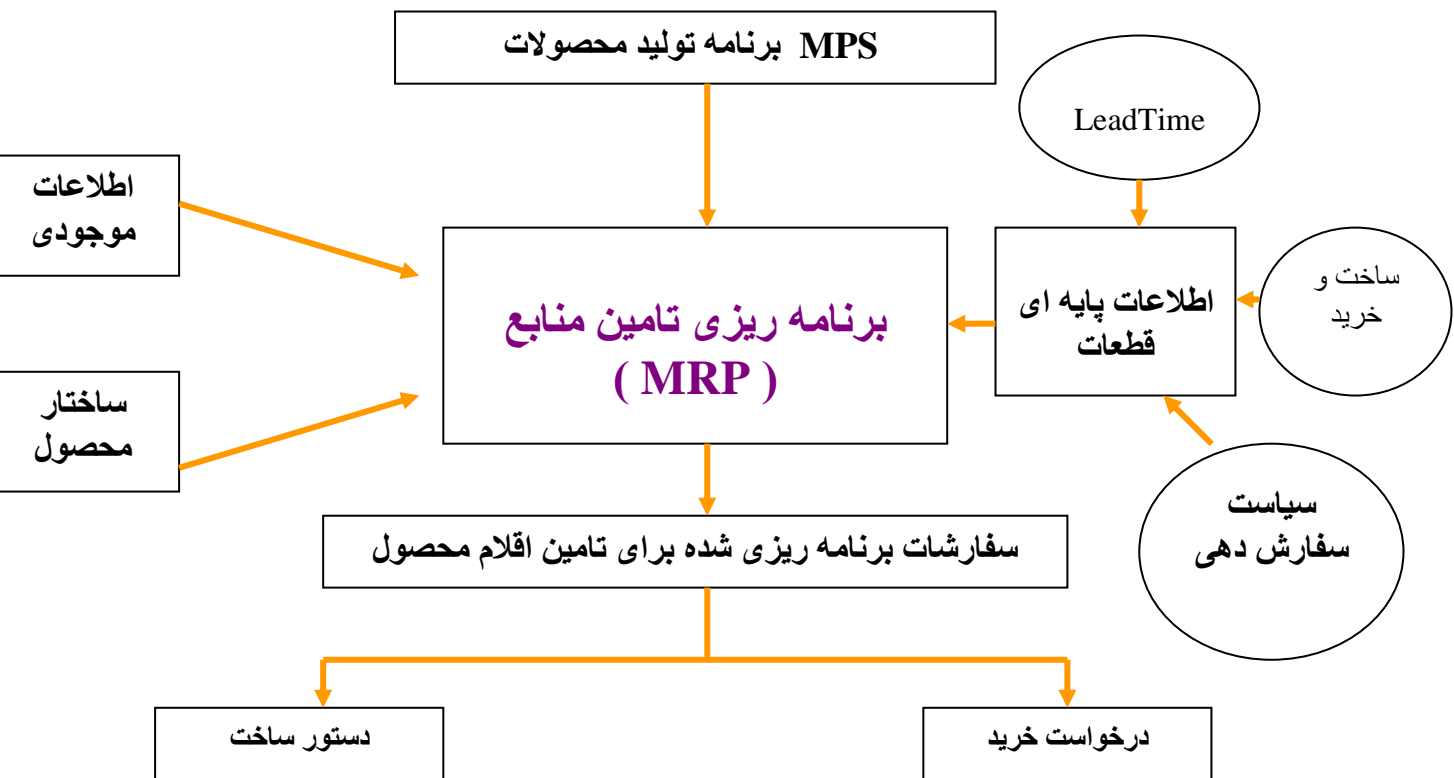 MPS برنامه تولید محصولات
LeadTime
اطلاعات
موجودی
ساخت و
خرید
اطلاعات پایه ای
قطعات
برنامه ریزی تامین منابع
( MRP )
ساختار
محصول
سیاست
سفارش دهی
سفارشات برنامه ریزی شده برای تامین اقلام محصول
درخواست خرید
دستور ساخت